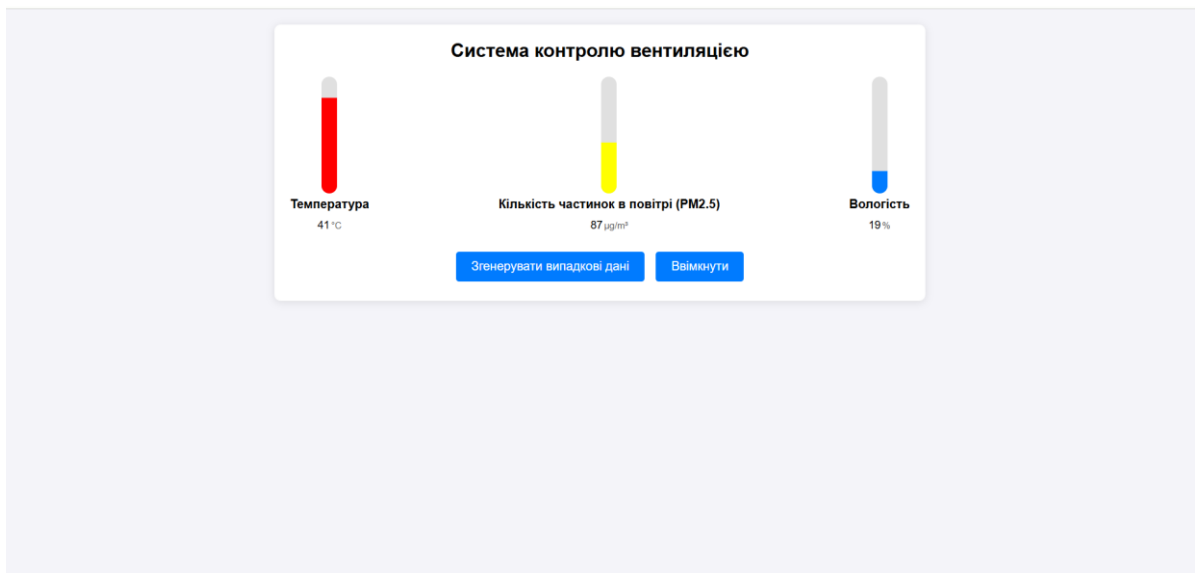 Система контролю вентиляцією
Температура
41 °C
Кількість частинок в повітрі (PM2.5)
87 µg/m³
Вологість
19 %
Згенерувати випадкові дані
Ввімкнути